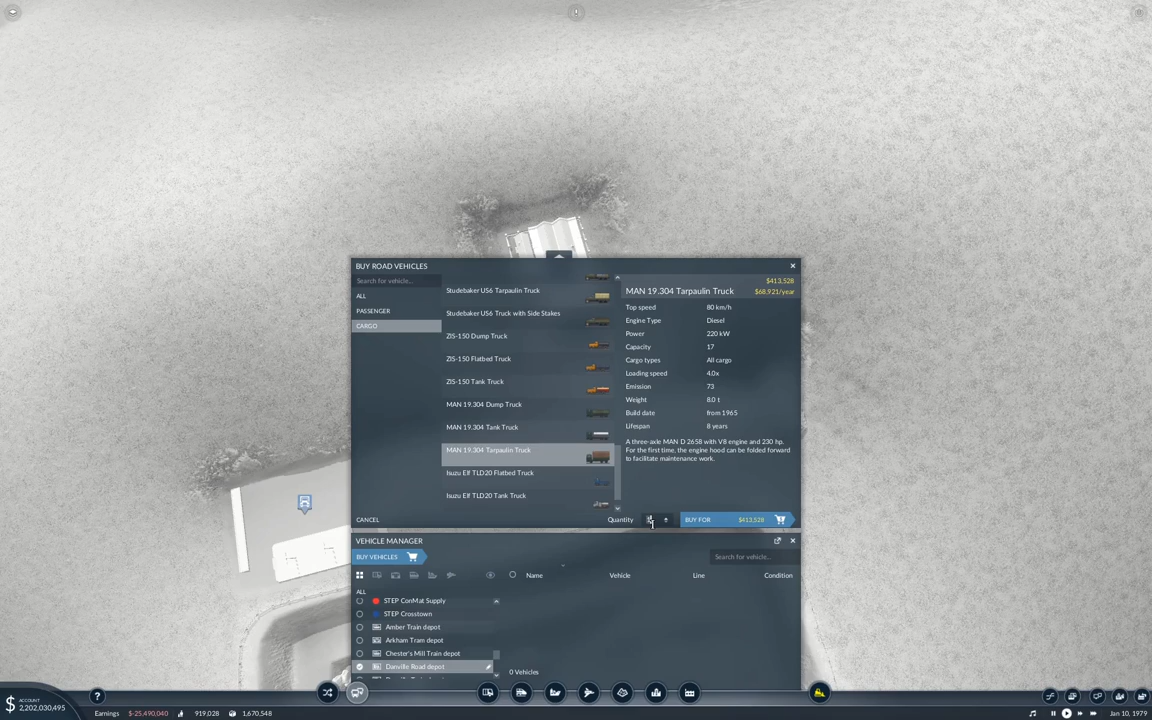 BUY ROAD VEHICLES
Search for vehicle...
ALL
PASSENGER
CARGO
Studebaker US6 Tarpaulin Truck
Studebaker US6 Truck with Side Stakes
ZIS-150 Dump Truck
ZIS-150 Flatbed Truck
ZIS-150 Tank Truck
MAN 19.304 Dump Truck
MAN 19.304 Tank Truck
MAN 19.304 Tarpaulin Truck
Isuzu Elf TLD20 Flatbed Truck
Isuzu Elf TLD20 Tank Truck
$413,528
MAN 19.304 Tarpaulin Truck $68,921/year
Top speed 80 km/h
Engine Type Diesel
Power 220 kW
Capacity 17
Cargo types All cargo
Loading speed 4.0x
Emission 73
Weight 8.0 t
Build date from 1965
Lifespan 8 years
A three-axle MAN D 2658 with V8 engine and 230 hp.
For the first time, the engine hood can be folded forward
to facilitate maintenance work.
CANCEL
Quantity
BUY FOR $413,528
VEHICLE MANAGER
BUY VEHICLES
Search for vehicle...
Name Vehicle Line Condition
ALL
STEP ConMat Supply
STEP Crosstown
Amber Train depot
Arkham Tram depot
Chester's Mill Train depot
Danville Road depot
0 Vehicles
$ ACCOUNT
2,202,030,495
?
Earnings $-25,490,040 919,028 1,670,548
Jan 10, 1979